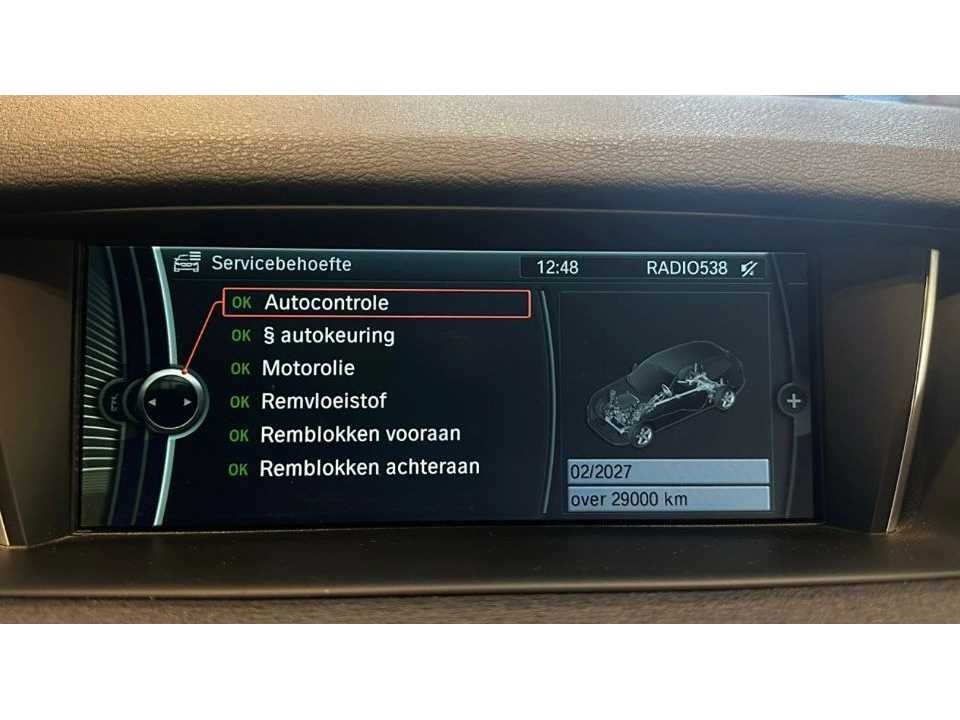 Servicebehoefte
12:48
RADIO538
OK Autocontrole
OK § autokeuring
OK Motorolie
OK Remvloeistof
OK Remblokken vooraan
OK Remblokken achteraan
02/2027
over 29000 km